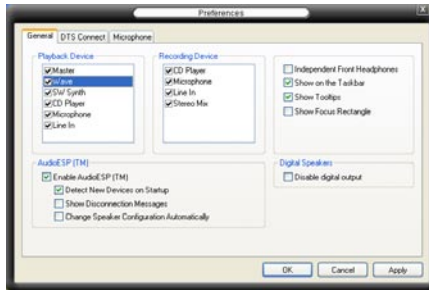 Preferences
X
General DTS Connect Microphone
Playback Device
Master
Wave
SW Synth
CD Player
Microphone
Line In
Recording Device
CD Player
Microphone
Line In
Stereo Mix
Independent Front Headphones
Show on the Taskbar
Show Tooltips
Show Focus Rectangle
AudioESP (TM)
Enable AudioESP (TM)
Detect New Devices on Startup
Show Disconnection Messages
Change Speaker Configuration Automatically
Digital Speakers
Disable digital output
OK Cancel Apply